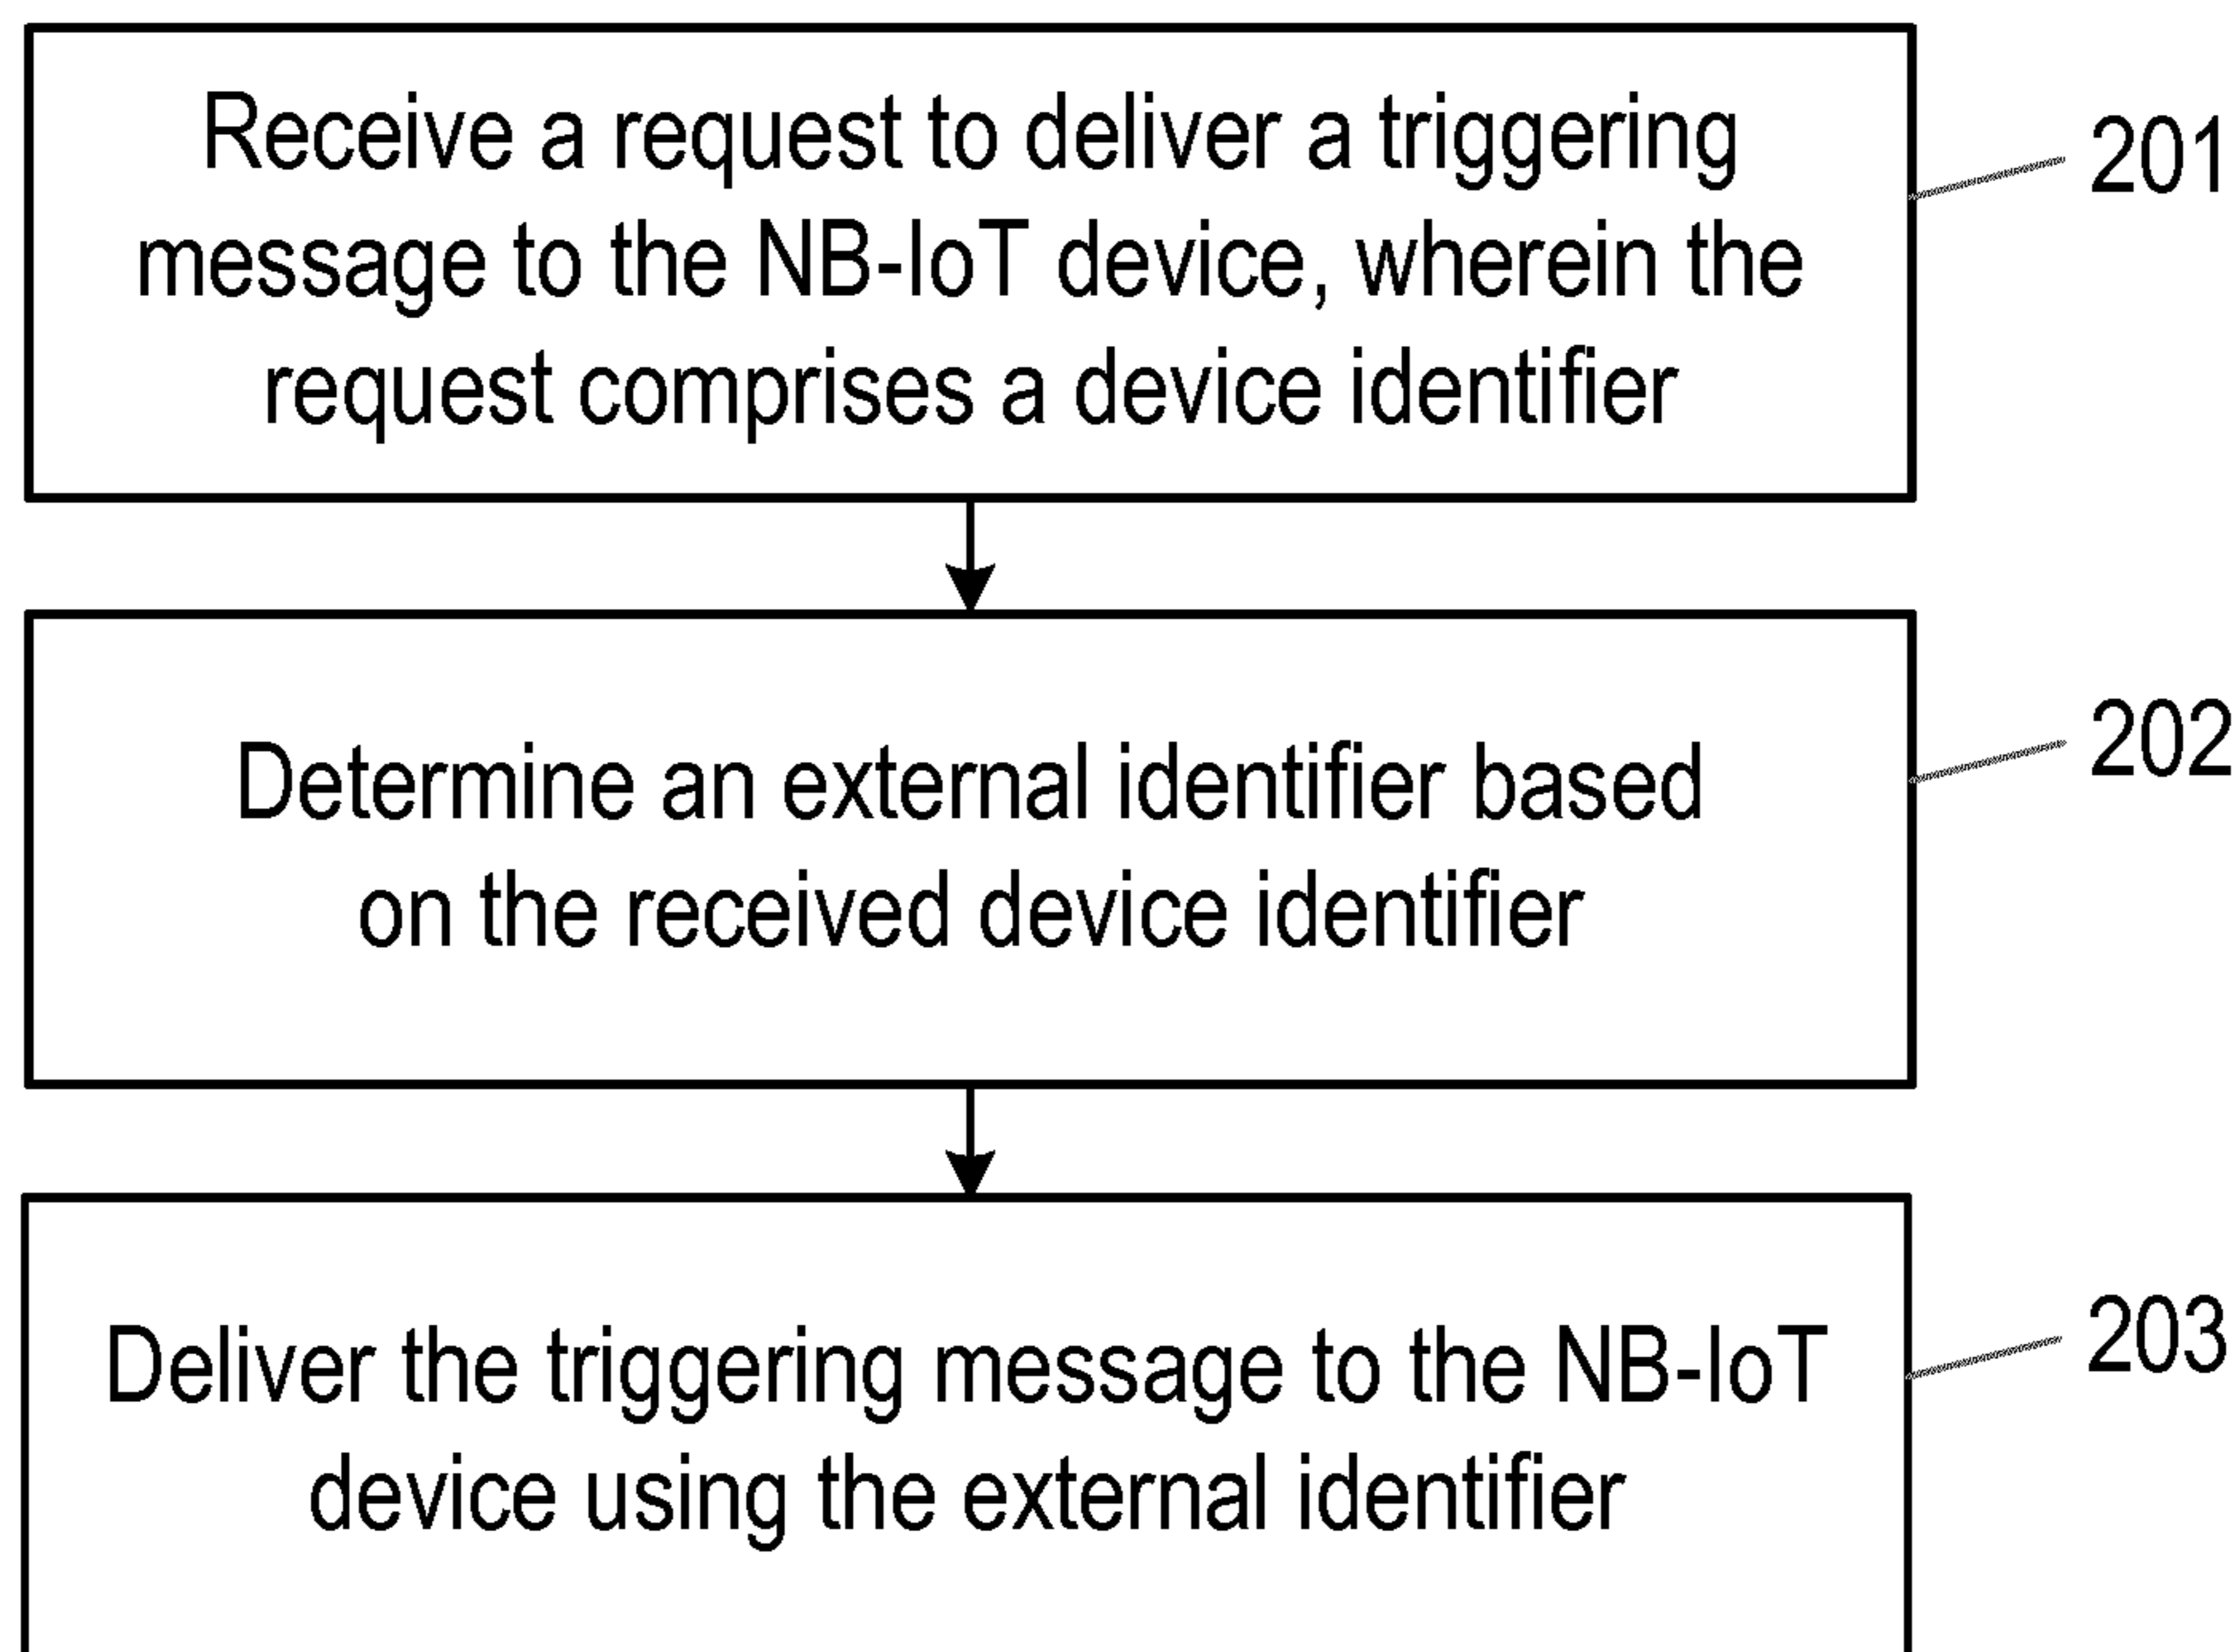 Receive a request to deliver a triggering
message to the NB-IoT device, wherein the
request comprises a device identifier
201
Determine an external identifier based
on the received device identifier
202
Deliver the triggering message to the NB-IoT
device using the external identifier
203